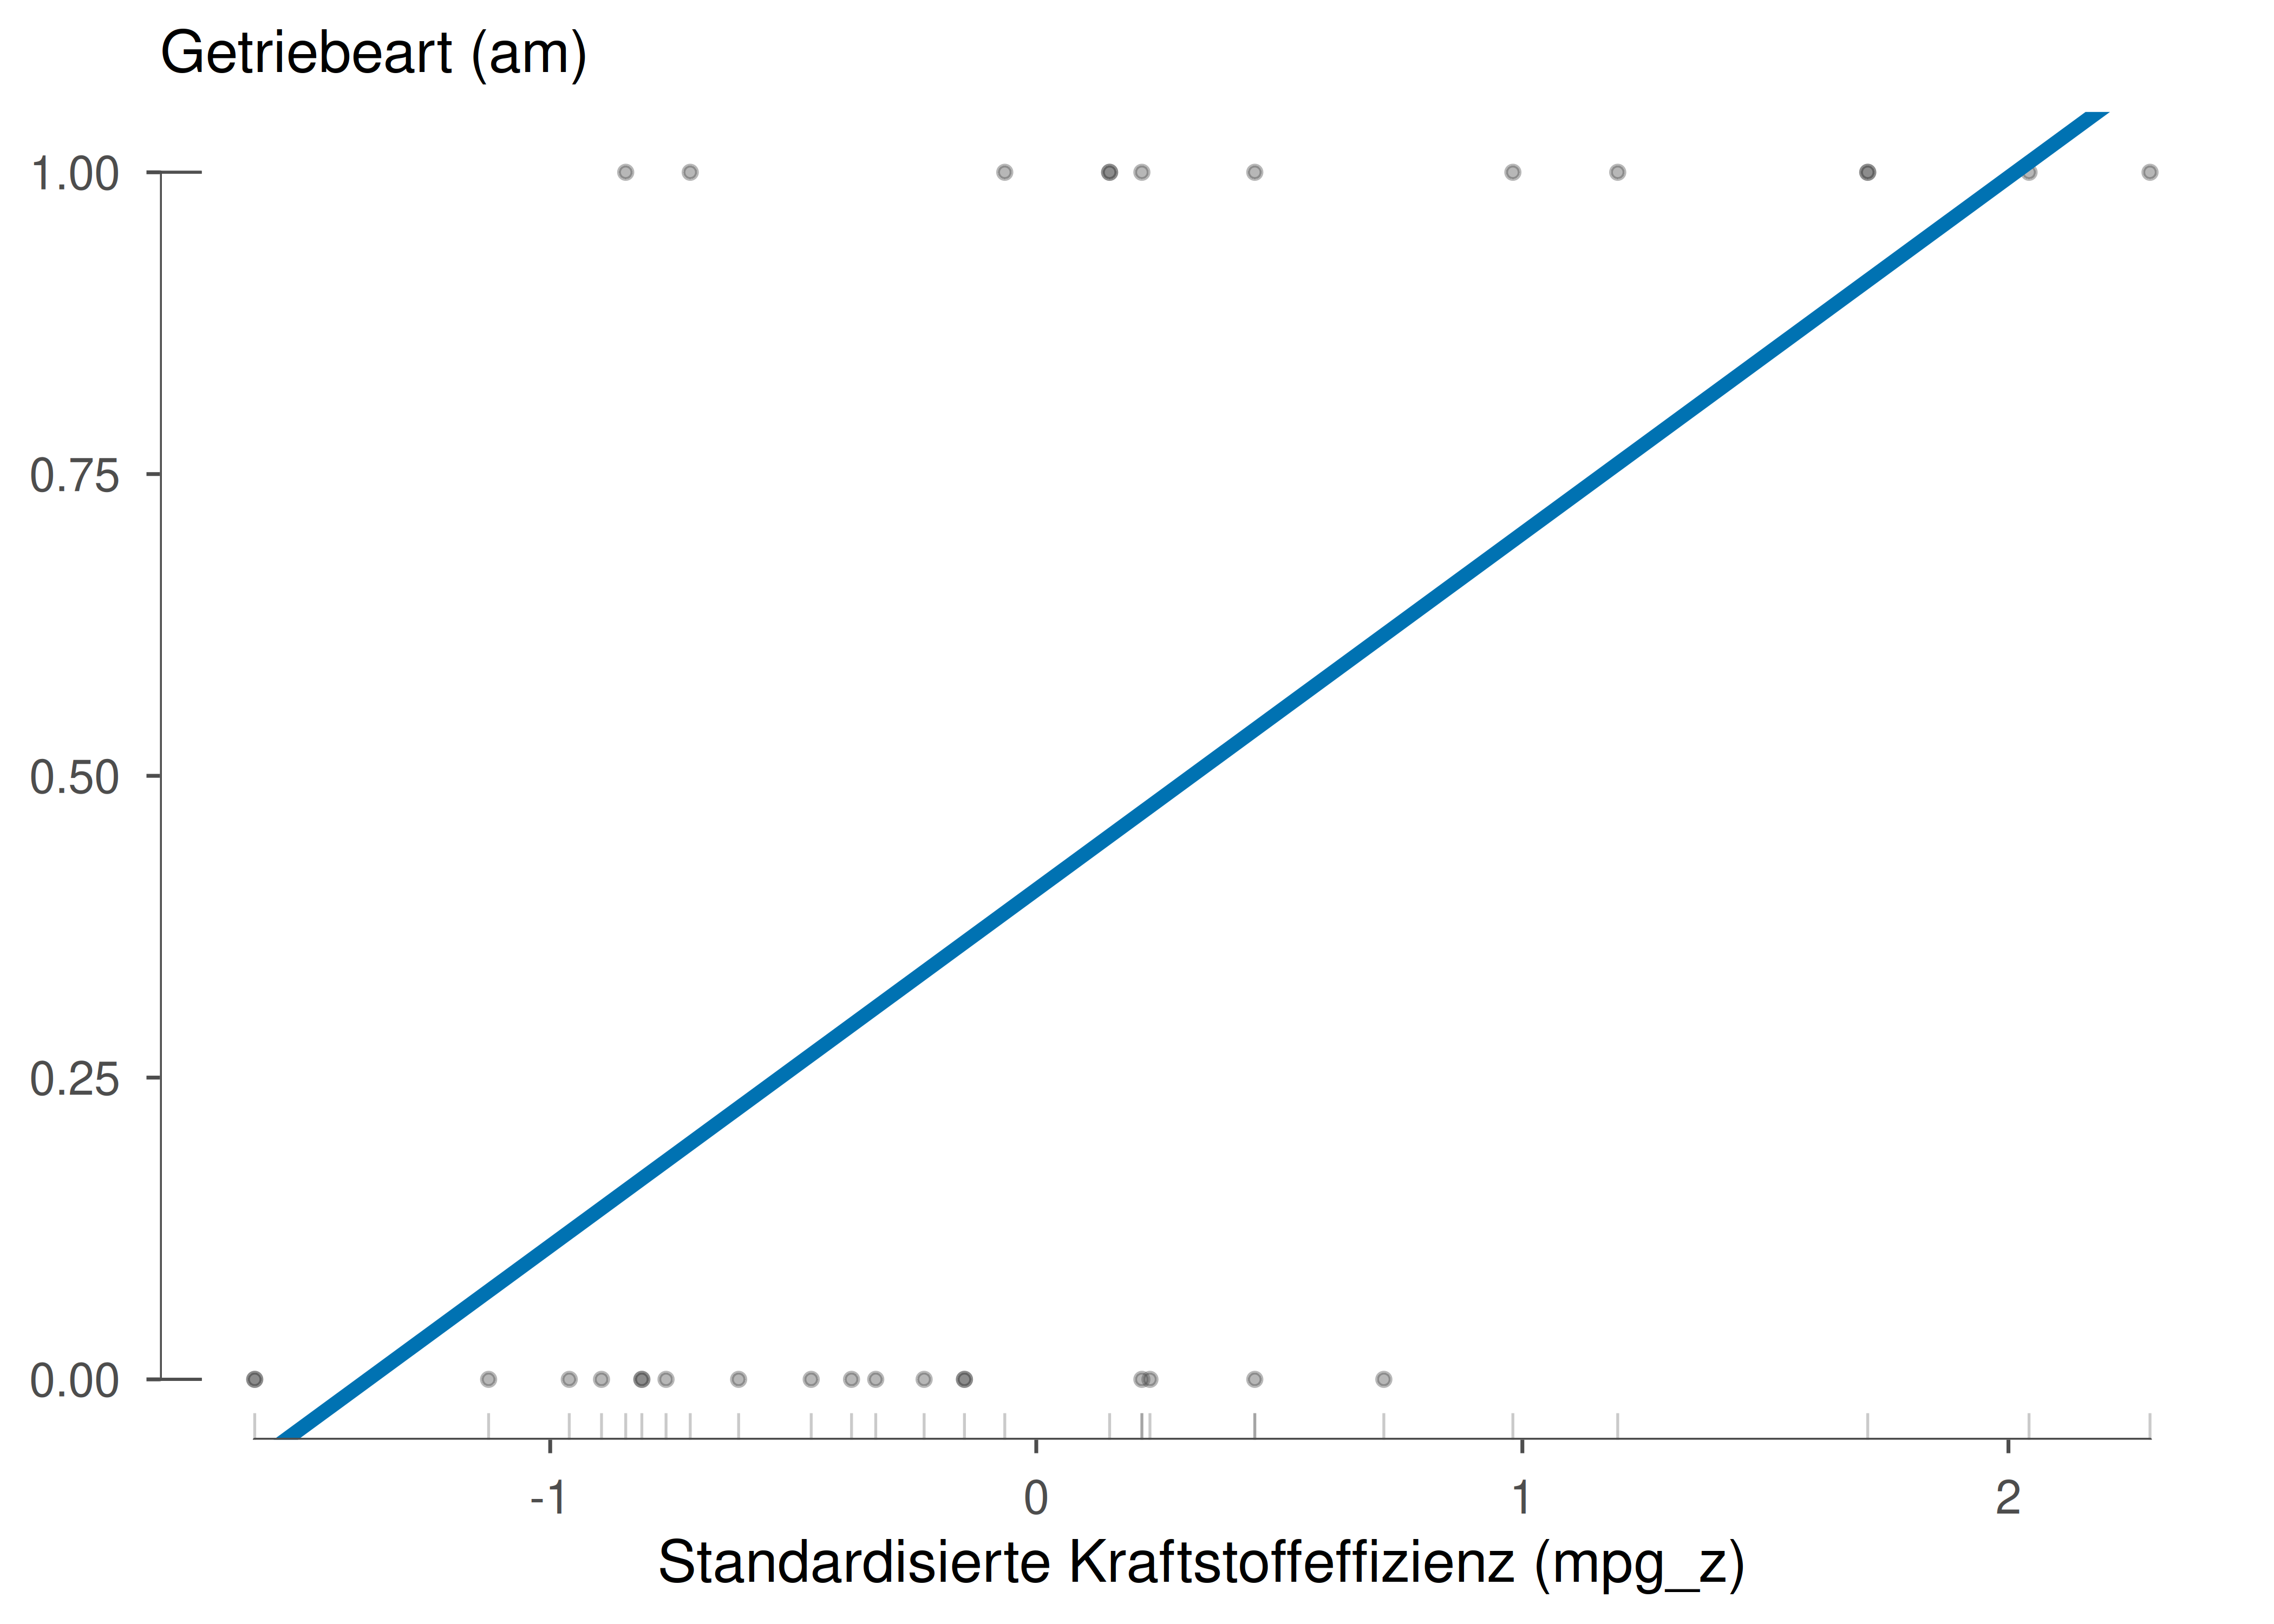 Getriebeart (am)
1.00
0.75
0.50
0.25
0.00
-1 0 1 2
Standardisierte Kraftstoffeffizienz (mpg_z)